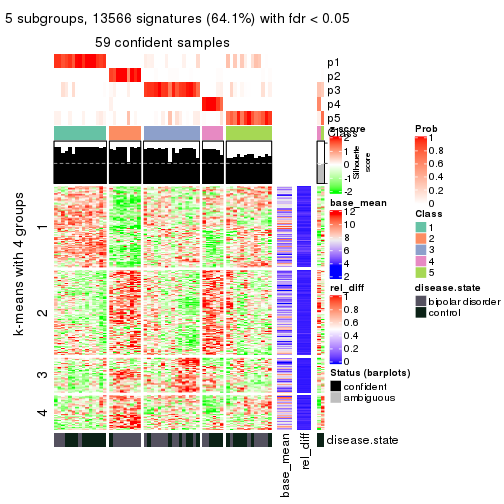 5 subgroups, 13566 signatures (64.1%) with fdr < 0.05
59 confident samples
p1
p2
p3
p4
p5
Class
z-score
2
1
0
-1
-2
Silhouette
score
Prob
1
0.8
0.6
0.4
0.2
0
base_mean
12
10
8
6
4
2
Class
1
2
3
4
5
rel_diff
1
0.8
0.6
0.4
0.2
0
disease.state
bipolar disorder
control
Status (barplots)
confident
ambiguous
k-means with 4 groups
1
2
3
4
disease.state
base_mean
rel_diff